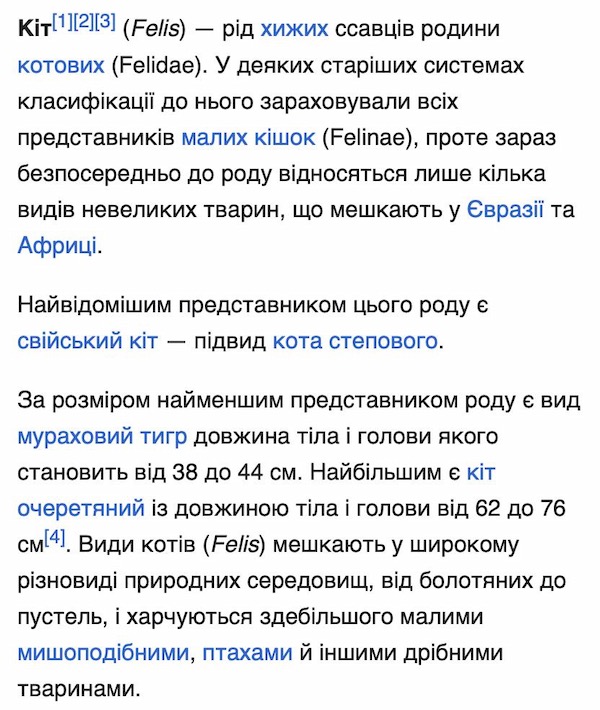 Кіт[1][2][3] (Felis) — рід хижих ссавців родини
котових (Felidae). У деяких старіших системах
класифікації до нього зараховували всіх
представників малих кішок (Felinae), проте зараз
безпосередньо до роду відносяться лише кілька
видів невеликих тварин, що мешкають у Євразії та
Африці.
Найвідомішим представником цього роду є
свійський кіт — підвид кота степового.
За розміром найменшим представником роду є вид
мураховий тигр довжина тіла і голови якого
становить від 38 до 44 см. Найбільшим є кіт
очеретяний із довжиною тіла і голови від 62 до 76
см[4]. Види котів (Felis) мешкають у широкому
різновиді природних середовищ, від болотяних до
пустель, і харчуються здебільшого малими
мишоподібними, птахами й іншими дрібними
тваринами.